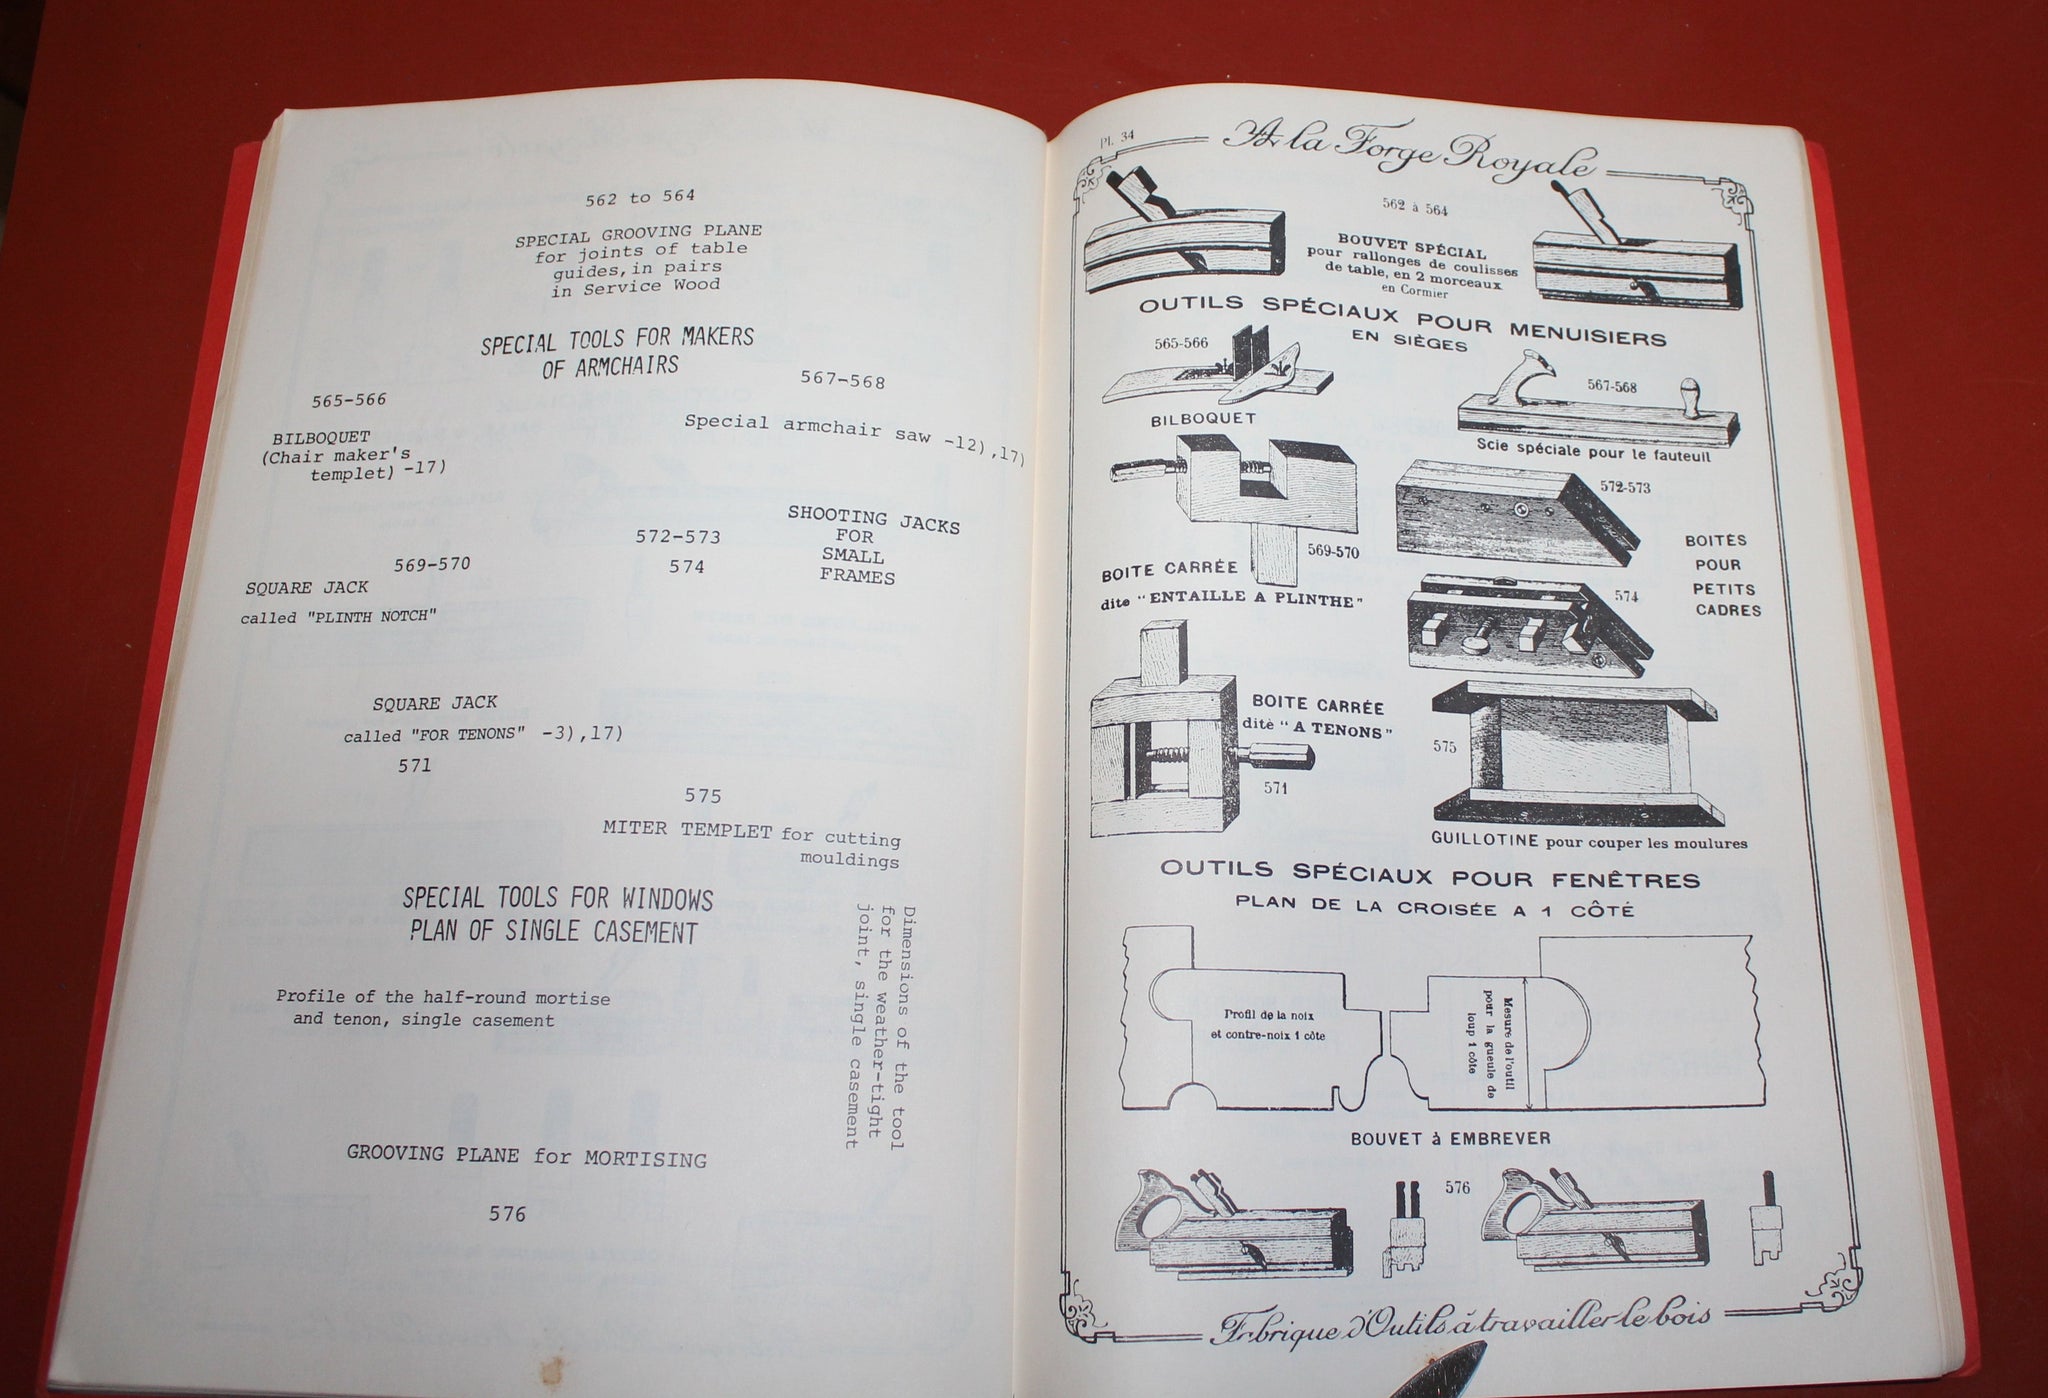 562 to 564
SPECIAL GROOVING PLANE
for joints of table
guides, in pairs
in Service Wood
SPECIAL TOOLS FOR MAKERS
OF ARMCHAIRS
565-566
567-568
BILBOQUET
(Chair maker's
templet) -17)
Special armchair saw -12),17)
569-570
SQUARE JACK
called "PLINTH NOTCH"
572-573
574
SHOOTING JACKS
FOR
SMALL
FRAMES
SQUARE JACK
called "FOR TENONS" -3),17)
571
575
MITER TEMPLET for cutting
mouldings
SPECIAL TOOLS FOR WINDOWS
PLAN OF SINGLE CASEMENT
Profile of the half-round mortise
and tenon, single casement
Dimensions of the tool
for the weather-tight
joint, single casement
GROOVING PLANE for MORTISING
576
Pl. 34
A la Forge Royale
562 à 564
BOUVET SPÉCIAL
pour rallonges de coulisses
de table, en 2 morceaux
en Cormier
OUTILS SPÉCIAUX POUR MENUISIERS
EN SIÈGES
565-566
BILBOQUET
567-568
Scie spéciale pour le fauteuil
569-570
BOITE CARRÉE
dite "ENTAILLE A PLINTHE"
572-573
574
BOITÉS
POUR
PETITS
CADRES
BOITE CARRÉE
ditè "A TENONS"
571
575
GUILLOTINE pour couper les moulures
OUTILS SPÉCIAUX POUR FENÊTRES
PLAN DE LA CROISÉE A 1 CÔTÉ
Profil de la noix
et contre-noix 1 côte
Mesure de l'outil
pour la gueule de
loup 1 côte
BOUVET à EMBREVER
576
Fabrique d'Outils à travailler le bois